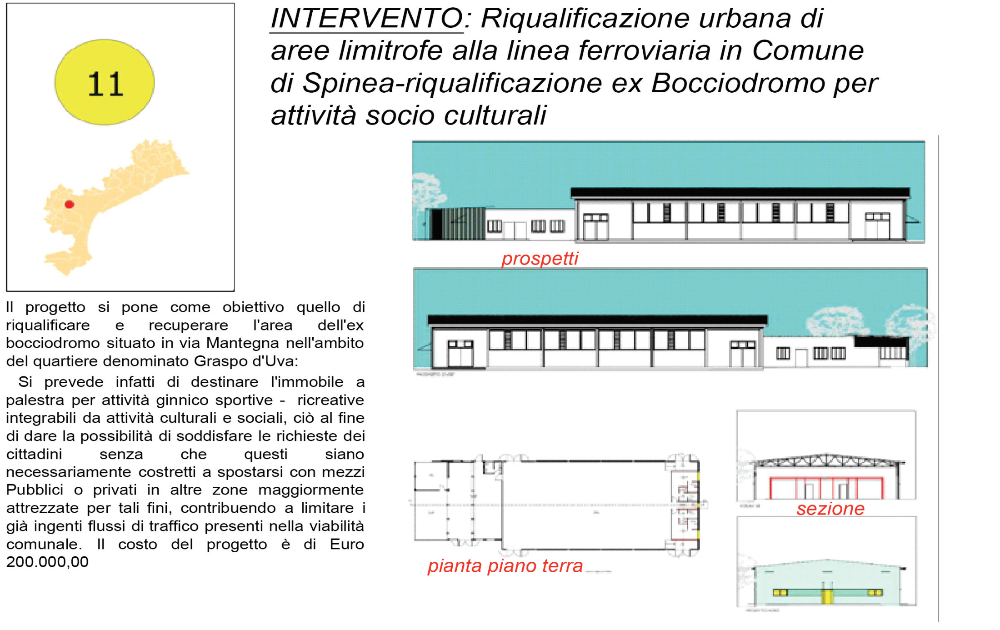 11
INTERVENTO: Riqualificazione urbana di
aree limitrofe alla linea ferroviaria in Comune
di Spinea-riqualificazione ex Bocciodromo per
attività socio culturali
prospetti
Il progetto si pone come obiettivo quello di
riqualificare e recuperare l'area dell'ex
bocciodromo situato in via Mantegna nell'ambito
del quartiere denominato Graspo d'Uva:
Si prevede infatti di destinare l'immobile a
palestra per attività ginnico sportive - ricreative
integrabili da attività culturali e sociali, ciò al fine
di dare la possibilità di soddisfare le richieste dei
cittadini senza che questi siano
necessariamente costretti a spostarsi con mezzi
Pubblici o privati in altre zone maggiormente
attrezzate per tali fini, contribuendo a limitare i
già ingenti flussi di traffico presenti nella viabilità
comunale. Il costo del progetto è di Euro
200.000,00
sezione
pianta piano terra